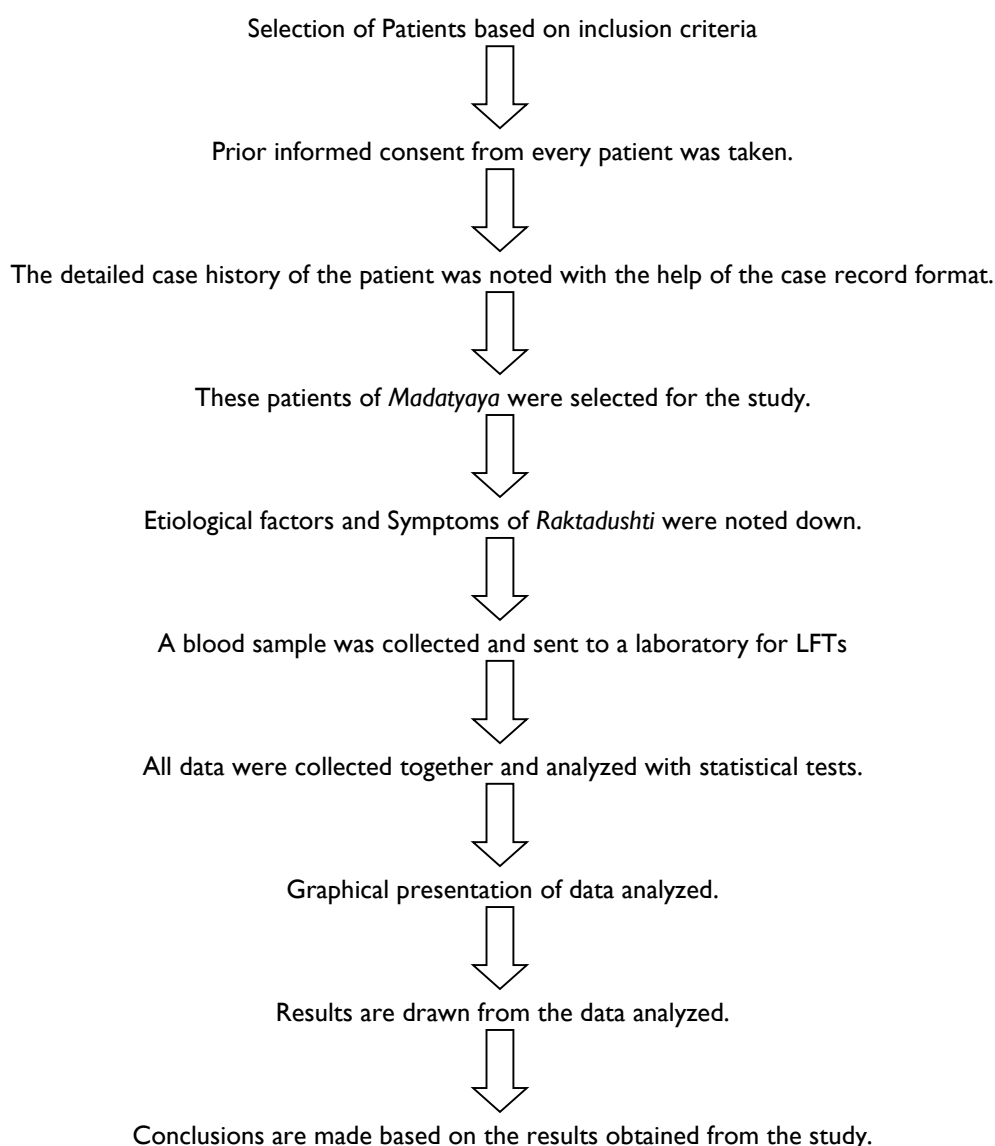 Selection of Patients based on inclusion criteria
Prior informed consent from every patient was taken.
The detailed case history of the patient was noted with the help of the case record format.
These patients of Madatyaya were selected for the study.
Etiological factors and Symptoms of Raktadushti were noted down.
A blood sample was collected and sent to a laboratory for LFTs
All data were collected together and analyzed with statistical tests.
Graphical presentation of data analyzed.
Results are drawn from the data analyzed.
Conclusions are made based on the results obtained from the study.